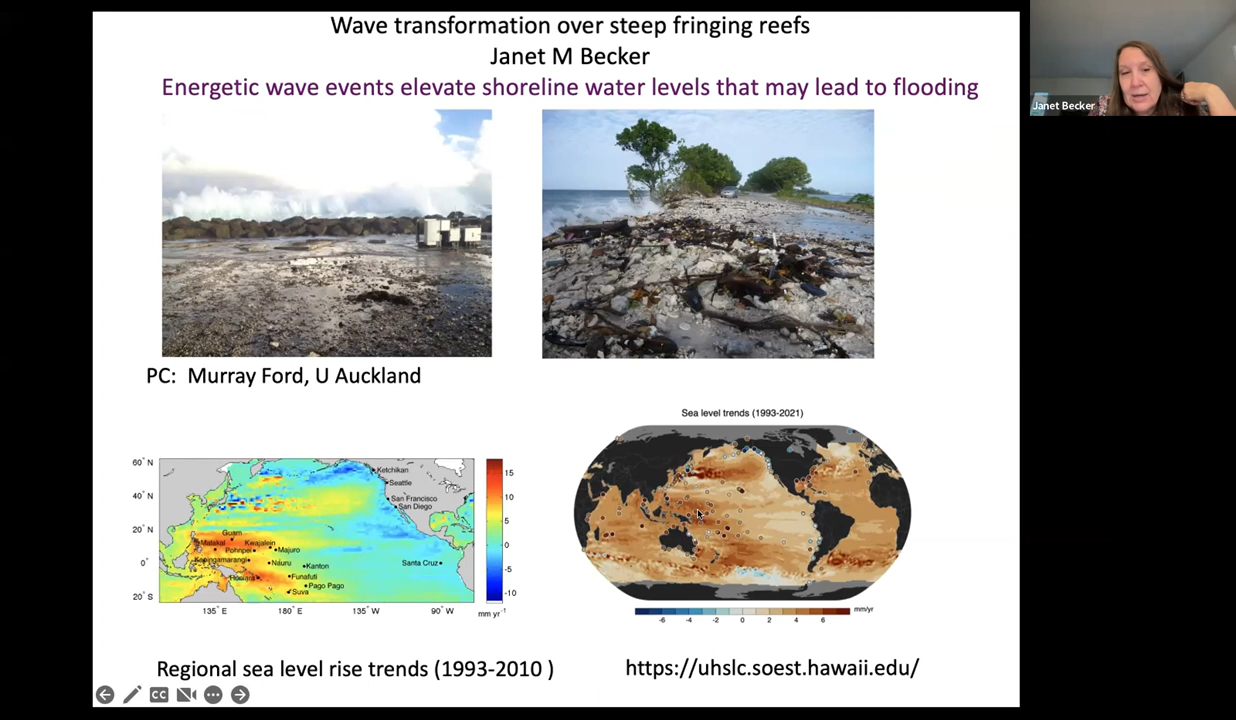 Wave transformation over steep fringing reefs
Janet M Becker
Energetic wave events elevate shoreline water levels that may lead to flooding
Janet Becker
PC: Murray Ford, U Auckland
Sea level trends (1993-2021)
60° N
40° N
20° N
0°
20° S
135° E
180° E
135° W
90° W
Ketchikan
Seattle
San Francisco
San Diego
Guam
Malakal
Kwajalein
Pohnpei
Majuro
Kapingamarangi
Nauru
Kanton
Santa Cruz
Honiara
Funafuti
Pago Pago
Suva
15
10
5
0
-5
-10
mm yr⁻¹
-6 -4 -2 0 2 4 6
mm/yr
Regional sea level rise trends (1993-2010 )
https://uhslc.soest.hawaii.edu/
CC